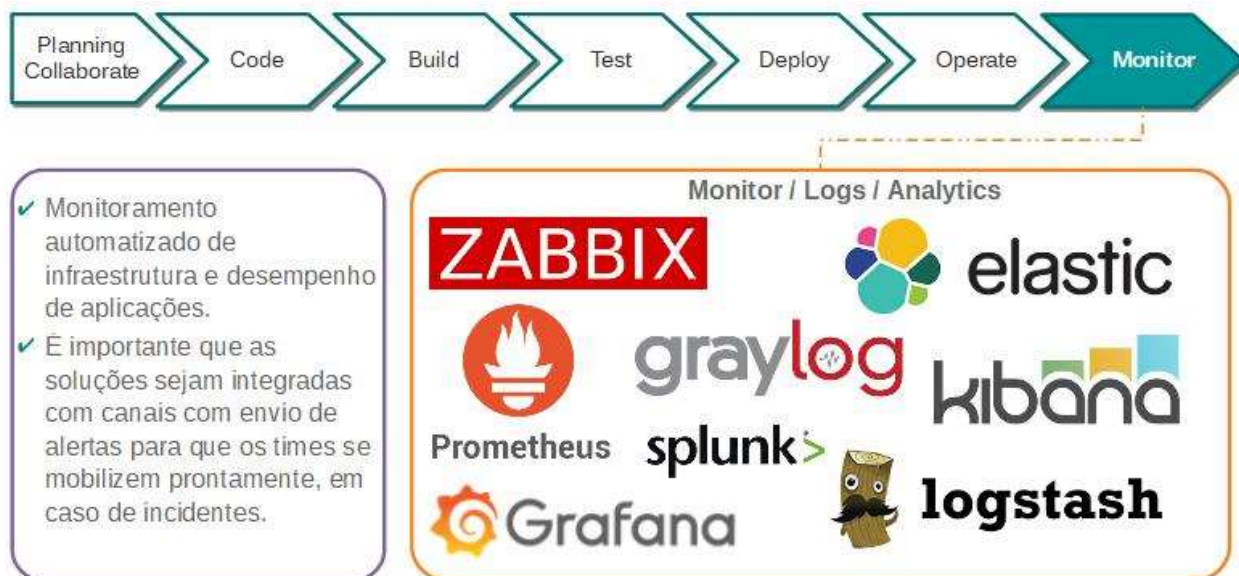 Planning
Collaborate
Code
Build
Test
Deploy
Operate
Monitor
✔ Monitoramento
automatizado de
infraestrutura e desempenho
de aplicações.
✔ É importante que as
soluções sejam integradas
com canais com envio de
alertas para que os times se
mobilizem prontamente, em
caso de incidentes.
Monitor / Logs / Analytics
ZABBIX
elastic
graylog
kibana
Prometheus
splunk>
logstash
Grafana